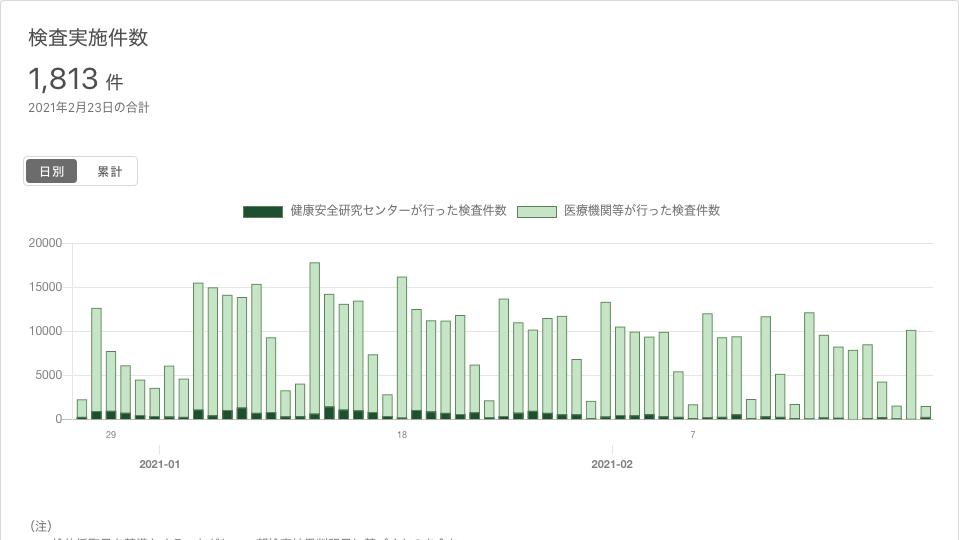 検査実施件数
1,813 件
2021年2月23日の合計
日別 累計
健康安全研究センターが行った検査件数 医療機関等が行った検査件数
20000
15000
10000
5000
0
29 18 7
2021-01 2021-02
（注）